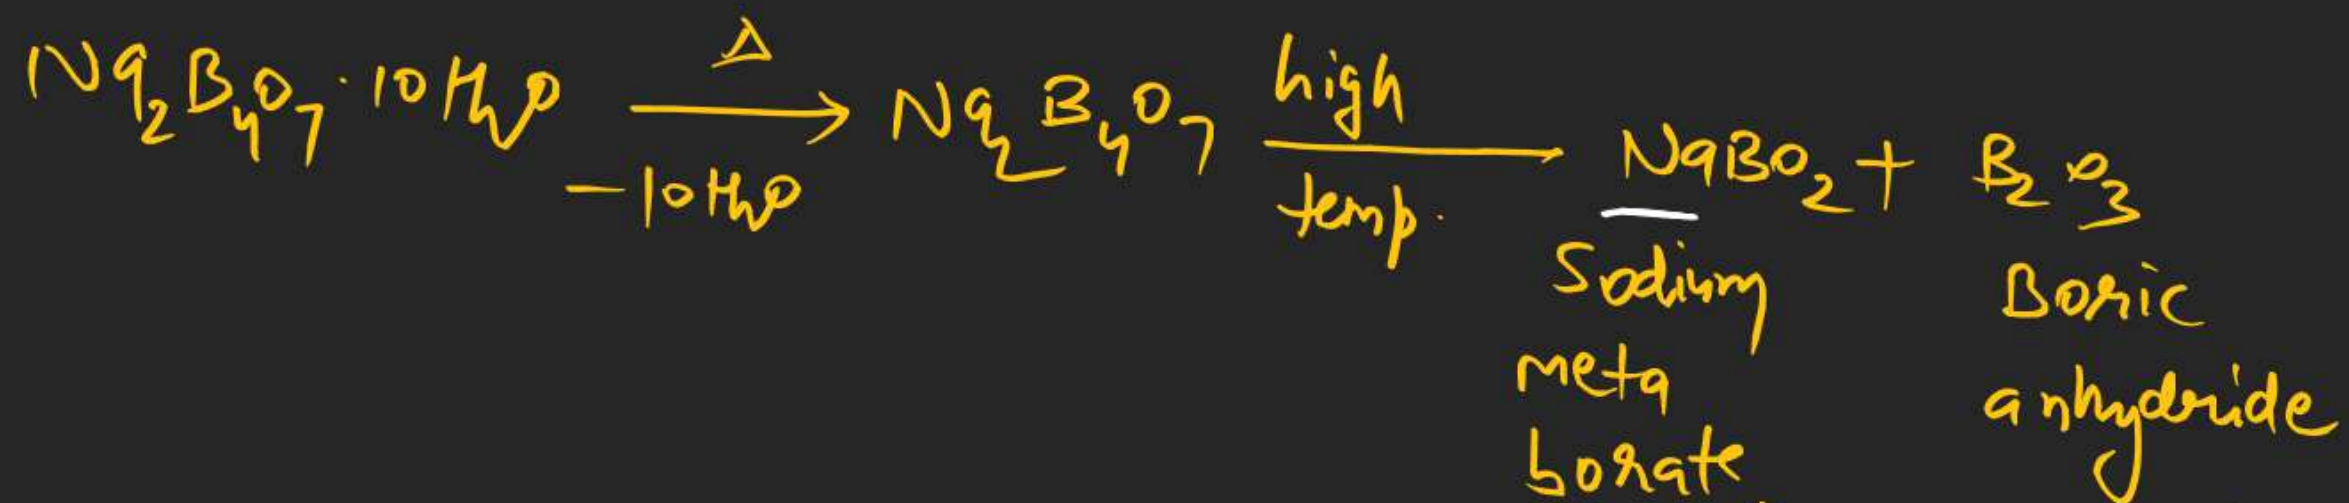 Na₂B₄O₇·10H₂O —Δ→ Na₂B₄O₇ —high→ NaBO₂ + B₂O₃
-10H₂O temp.
Sodium Boric
meta anhydride
borate